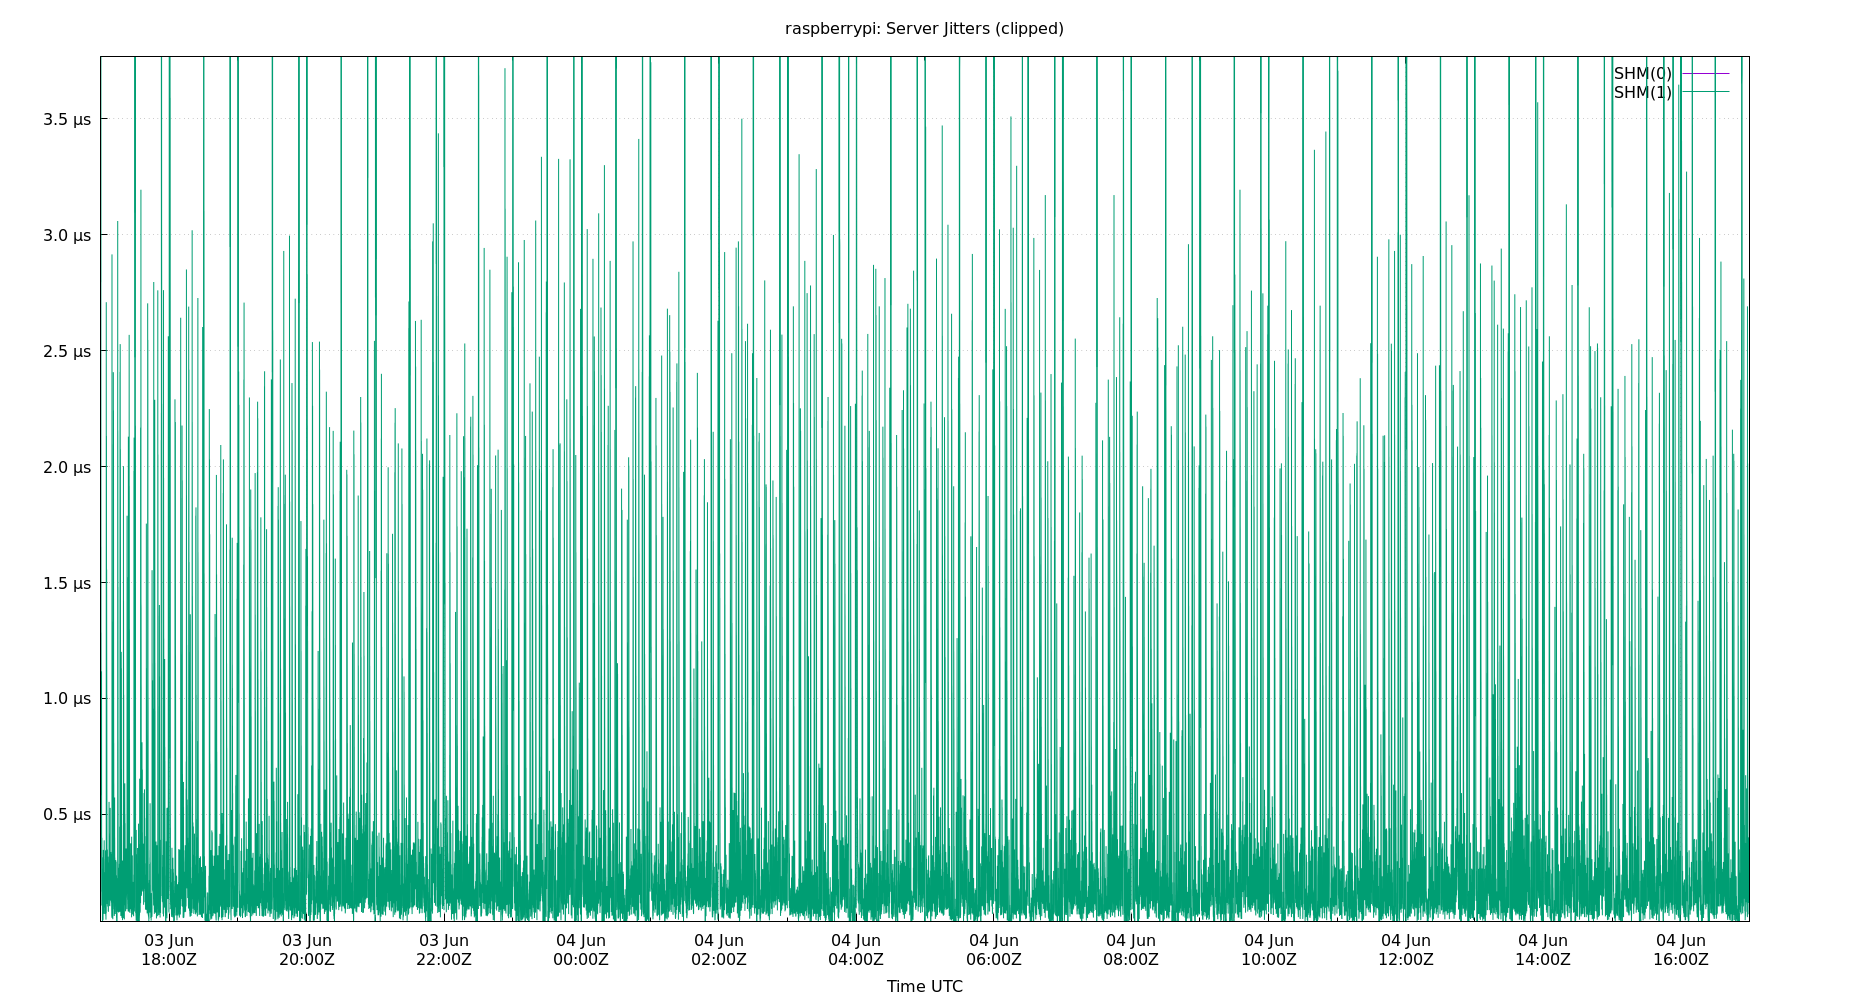 raspberrypi: Server Jitters (clipped)
SHM(0)
SHM(1)
3.5 µs
3.0 µs
2.5 µs
2.0 µs
1.5 µs
1.0 µs
0.5 µs
03 Jun 03 Jun 03 Jun 04 Jun 04 Jun 04 Jun 04 Jun 04 Jun 04 Jun 04 Jun 04 Jun 04 Jun
18:00Z 20:00Z 22:00Z 00:00Z 02:00Z 04:00Z 06:00Z 08:00Z 10:00Z 12:00Z 14:00Z 16:00Z
Time UTC